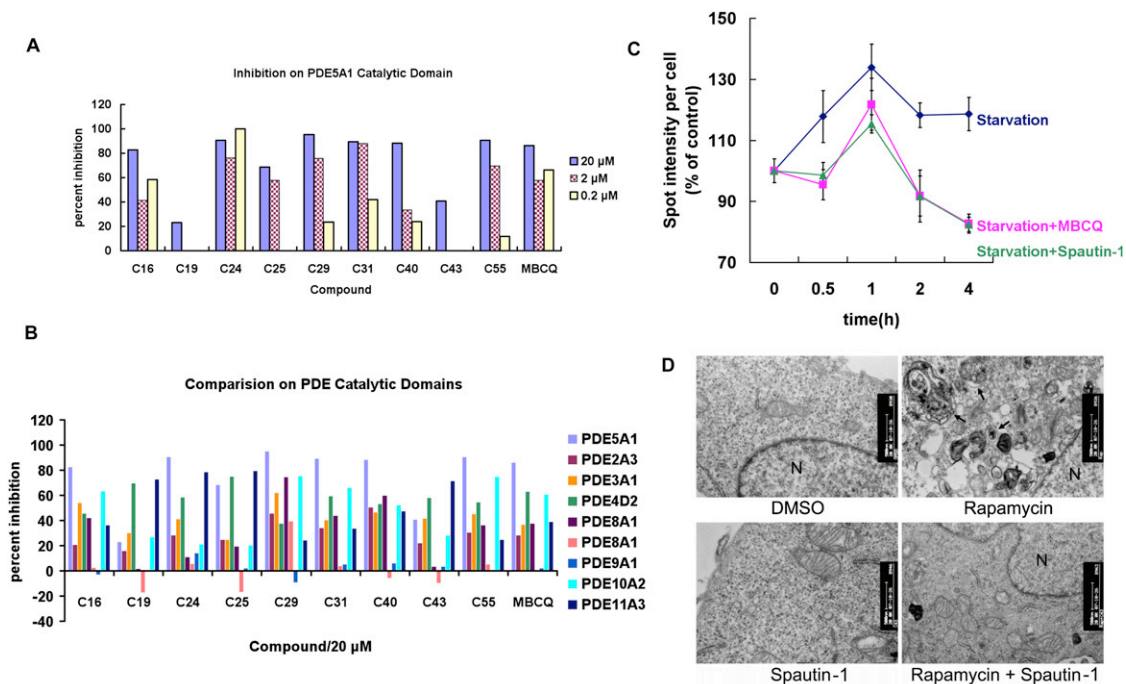 A
Inhibition on PDE5A1 Catalytic Domain
percent inhibition
120
100
80
60
40
20
0
C16 C19 C24 C25 C29 C31 C40 C43 C55 MBCQ
Compound
20 µM
2 µM
0.2 µM
B
Comparision on PDE Catalytic Domains
percent inhibition
120
100
80
60
40
20
0
-20
-40
C16 C19 C24 C25 C29 C31 C40 C43 C55 MBCQ
Compound/20 µM
PDE5A1
PDE2A3
PDE3A1
PDE4D2
PDE8A1
PDE8A1
PDE9A1
PDE10A2
PDE11A3
C
Spot intensity per cell
(% of control)
150
130
110
90
70
0 0.5 1 2 4
time(h)
Starvation
Starvation+MBCQ
Starvation+Spautin-1
D
N
DMSO
N
Rapamycin
Spautin-1
N
Rapamycin + Spautin-1